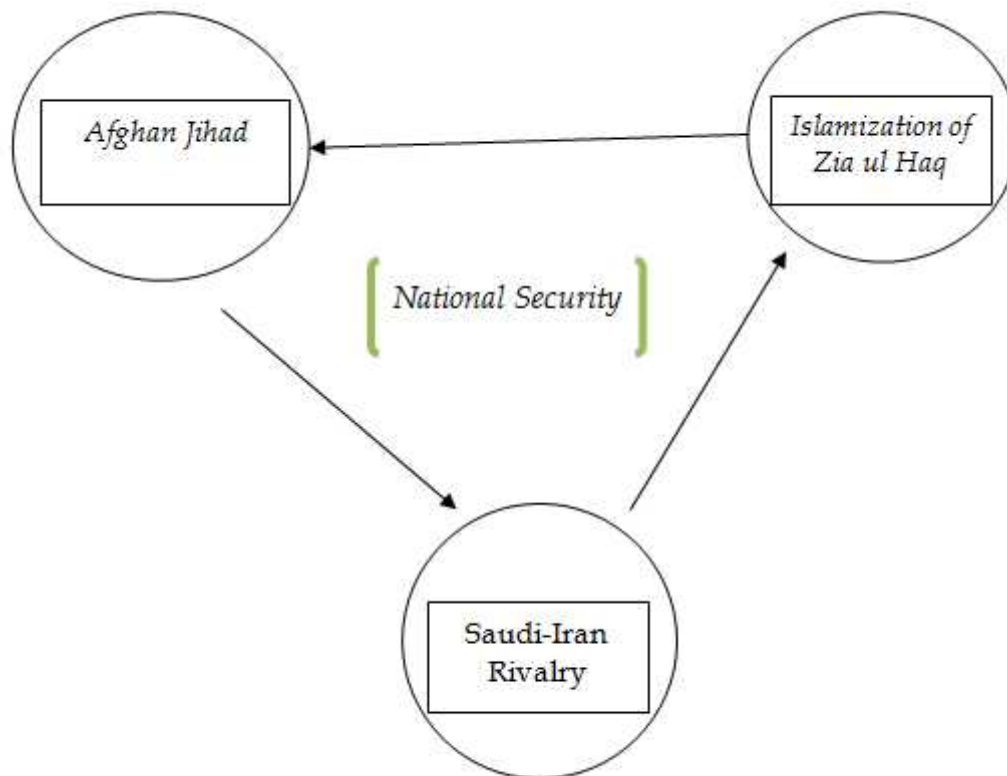 Afghan Jihad
Islamization of
Zia ul Haq
National Security
Saudi-Iran
Rivalry